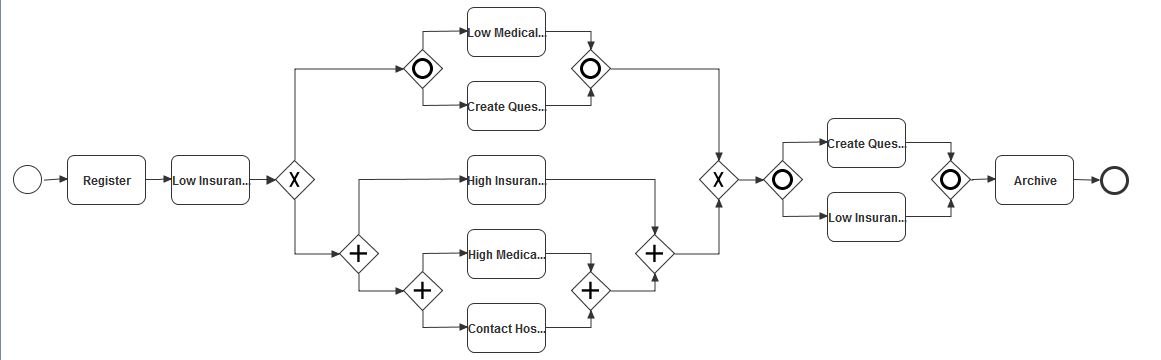 Low Medical...
Create Ques...
Register
Low Insuran...
X
High Insuran...
High Medica...
Contact Hos...
X
Create Ques...
Low Insuran...
Archive